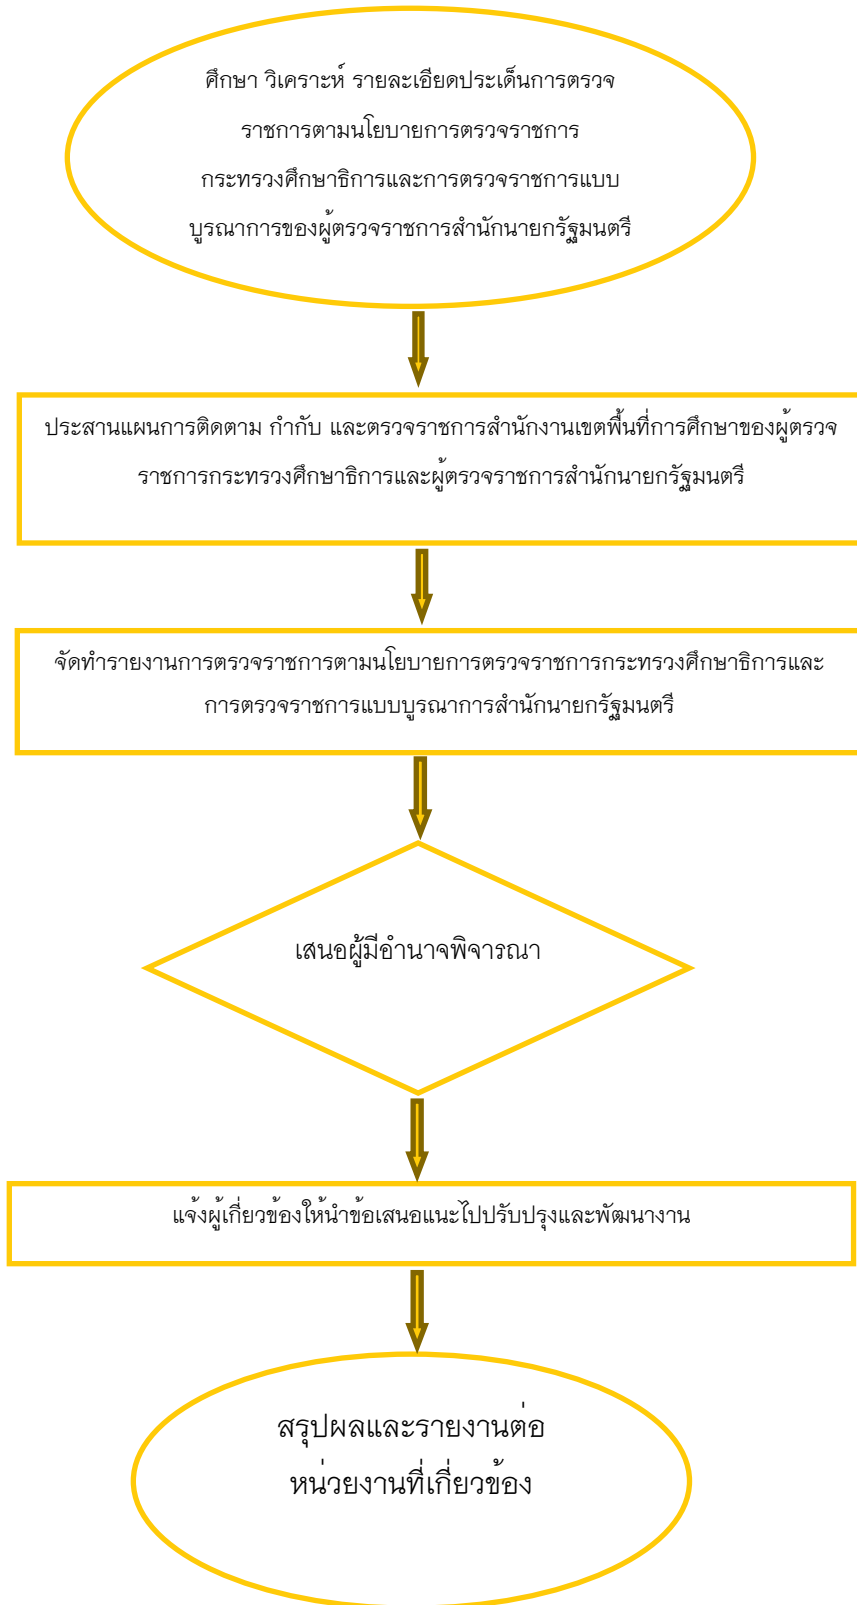 ศึกษา วิเคราะห์ รายละเอียดประเด็นการตรวจ
ราชการตามนโยบายการตรวจราชการ
กระทรวงศึกษาธิการและการตรวจราชการแบบ
บูรณาการของผู้ตรวจราชการสำนักนายกรัฐมนตรี
ประสานแผนการติดตาม กำกับ และตรวจราชการสำนักงานเขตพื้นที่การศึกษาของผู้ตรวจ
ราชการกระทรวงศึกษาธิการและผู้ตรวจราชการสำนักนายกรัฐมนตรี
จัดทำรายงานการตรวจราชการตามนโยบายการตรวจราชการกระทรวงศึกษาธิการและ
การตรวจราชการแบบบูรณาการสำนักนายกรัฐมนตรี
เสนอผู้มีอำนาจพิจารณา
แจ้งผู้เกี่ยวข้องให้นำข้อเสนอแนะไปปรับปรุงและพัฒนางาน
สรุปผลและรายงานต่อ
หน่วยงานที่เกี่ยวข้อง